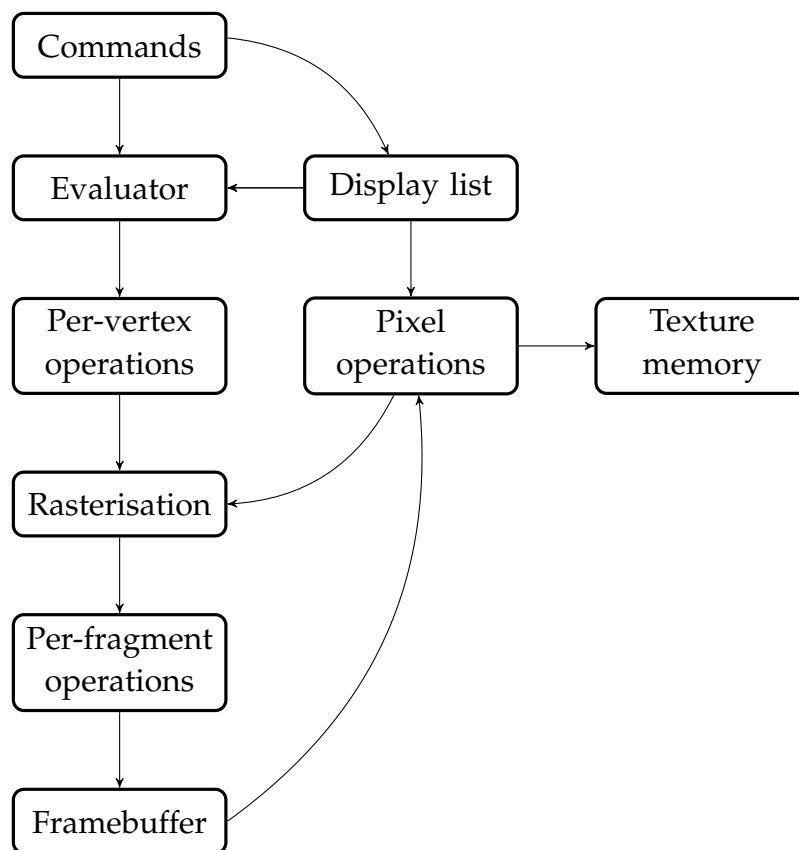 Commands
Evaluator
Display list
Per-vertex
operations
Pixel
operations
Texture
memory
Rasterisation
Per-fragment
operations
Framebuffer